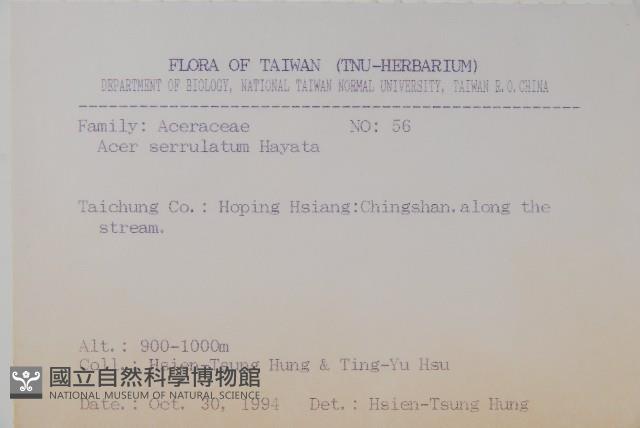 FLORA OF TAIWAN (TNU-HERBARIUM)
DEPARTMENT OF BIOLOGY, NATIONAL TAIWAN NORMAL UNIVERSITY, TAIWAN R.O.CHINA
Family: Aceraceae NO: 56
Acer serrulatum Hayata
Taichung Co.: Hoping Hsiang:Chingshan.along the
stream.
Alt.: 900-1000m
Coll.: Hsien-Tsung Hung & Ting-Yu Hsu
國立自然科學博物館
NATIONAL MUSEUM OF NATURAL SCIENCE
Date.: Oct. 30, 1994 Det.: Hsien-Tsung Hung